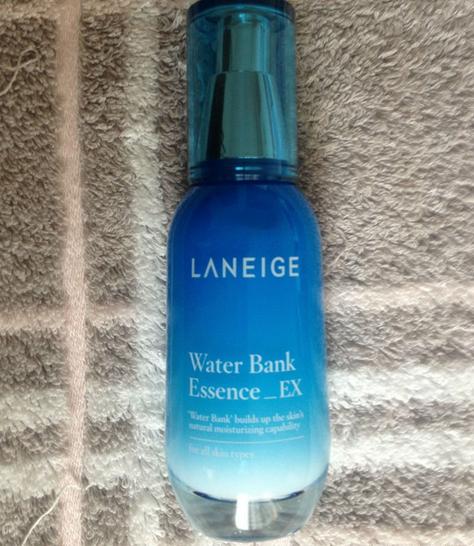 LANEIGE
Water Bank
Essence_EX
'Water Bank' builds up the skin's
natural moisturizing capability
for all skin types